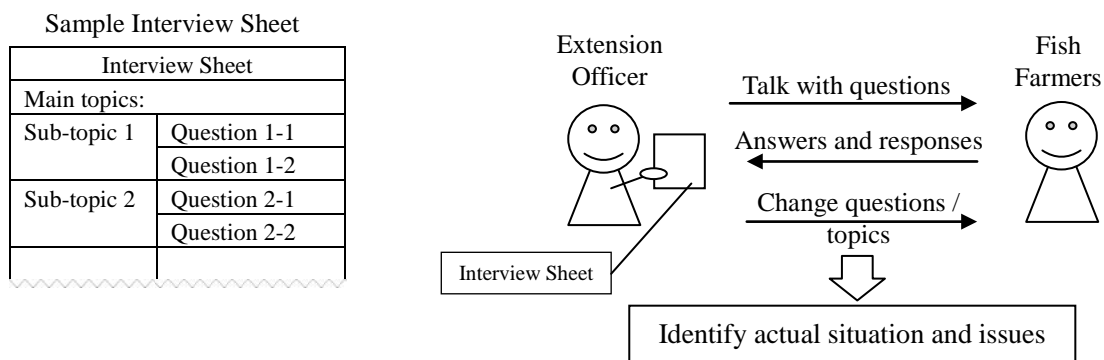 Sample Interview Sheet
Interview Sheet
Main topics:
Sub-topic 1
Question 1-1
Question 1-2
Sub-topic 2
Question 2-1
Question 2-2
Extension
Officer
Fish
Farmers
Talk with questions
Answers and responses
Change questions /
topics
Interview Sheet
Identify actual situation and issues